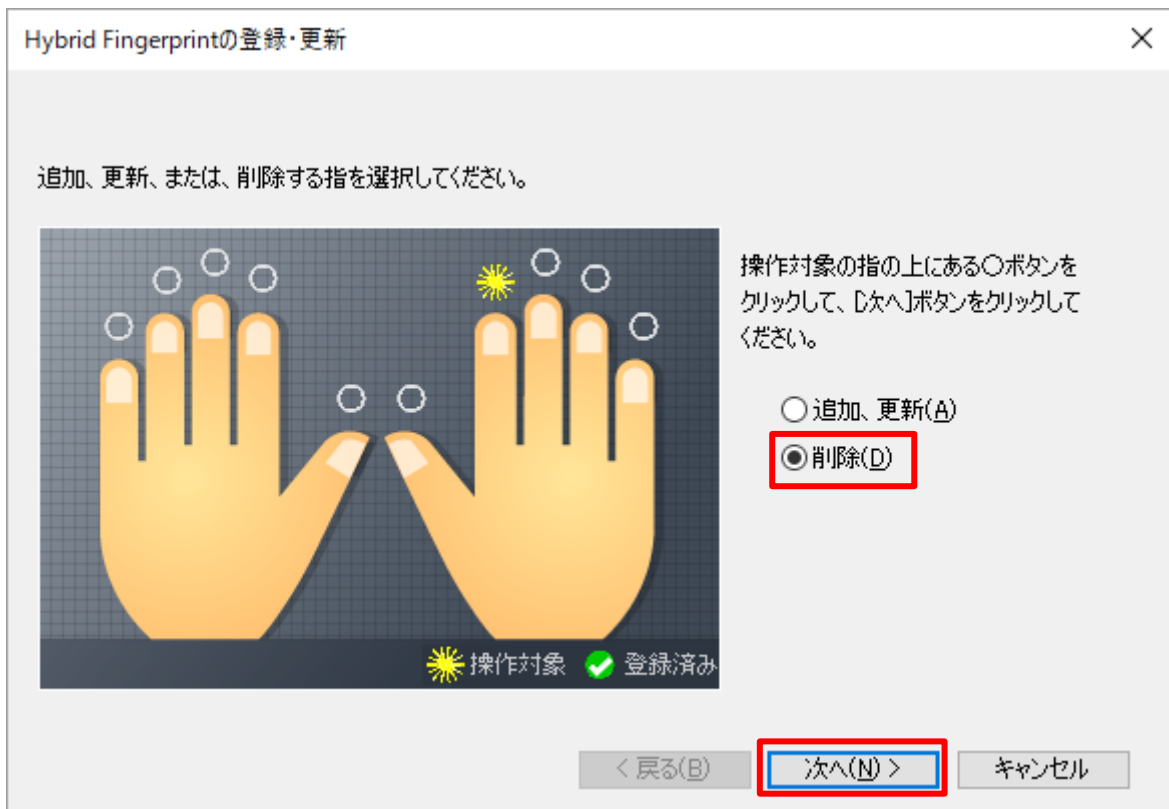 Hybrid Fingerprintの登録・更新
追加、更新、または、削除する指を選択してください。
操作対象の指の上にある○ボタンを
クリックして、[次へ]ボタンをクリックして
ください。
追加、更新(A)
削除(D)
操作対象 登録済み
< 戻る(B)
次へ(N) >
キャンセル